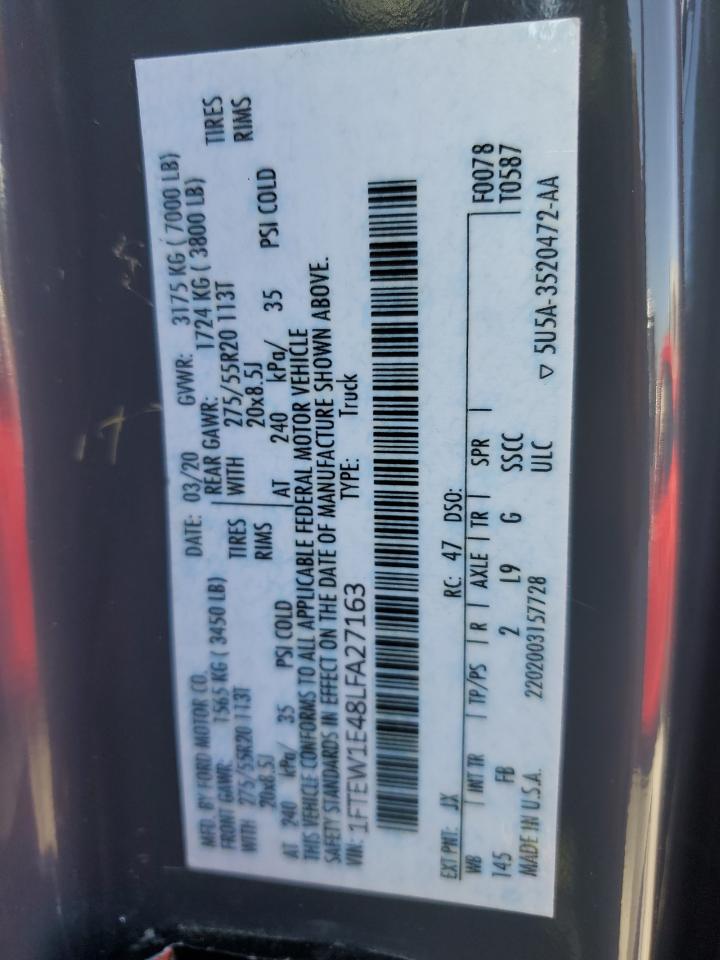 MFD. BY FORD MOTOR CO.
DATE: 03/20 GVWR: 3175 KG ( 7000 LB)
FRONT GAWR: 1565 KG ( 3450 LB) REAR GAWR: 1724 KG ( 3800 LB)
WITH 275/55R20 113T TIRES WITH 275/55R20 113T TIRES
20x8.5J RIMS 20x8.5J RIMS
AT 240 kPa/ 35 PSI COLD AT 240 kPa/ 35 PSI COLD
THIS VEHICLE CONFORMS TO ALL APPLICABLE FEDERAL MOTOR VEHICLE
SAFETY STANDARDS IN EFFECT ON THE DATE OF MANUFACTURE SHOWN ABOVE.
VIN: 1FTEW1E48LFA27163 TYPE: Truck
EXT PNT: JX RC: 47 DSO:
WB INT TR TP/PS R AXLE TR SPR F0078
145 FB 2 L9 G SSCC T0587
MADE IN U.S.A. 2202003157728 ULC ▽ 5U5A-3520472-AA